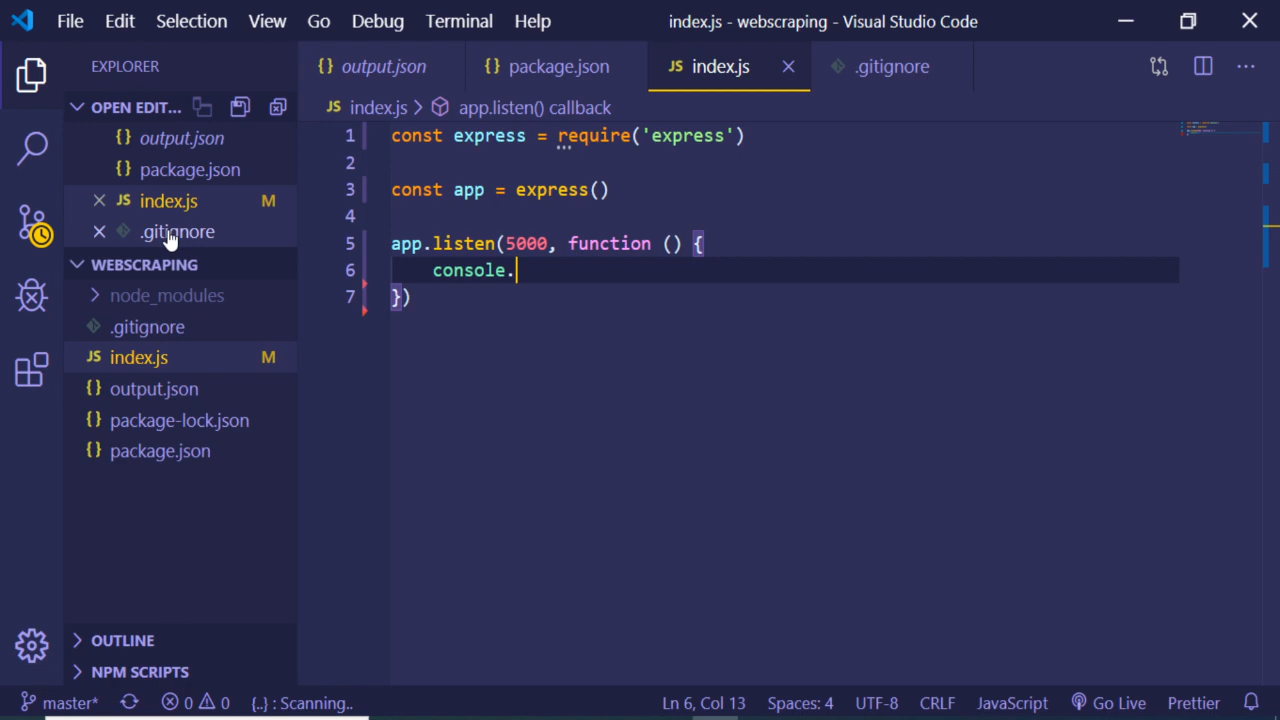 File Edit Selection View Go Debug Terminal Help index.js - webscraping - Visual Studio Code
EXPLORER
{} output.json {} package.json JS index.js .gitignore
OPEN EDIT...
JS index.js > app.listen() callback
{} output.json
{} package.json
JS index.js M
.gitignore
WEBSCRAPING
node_modules
.gitignore
JS index.js M
{} output.json
{} package-lock.json
{} package.json
OUTLINE
NPM SCRIPTS
1 const express = require('express')
2
3 const app = express()
4
5 app.listen(5000, function () {
6 console.
7 })
master* 0 0 {..} : Scanning.. Ln 6, Col 13 Spaces: 4 UTF-8 CRLF JavaScript Go Live Prettier